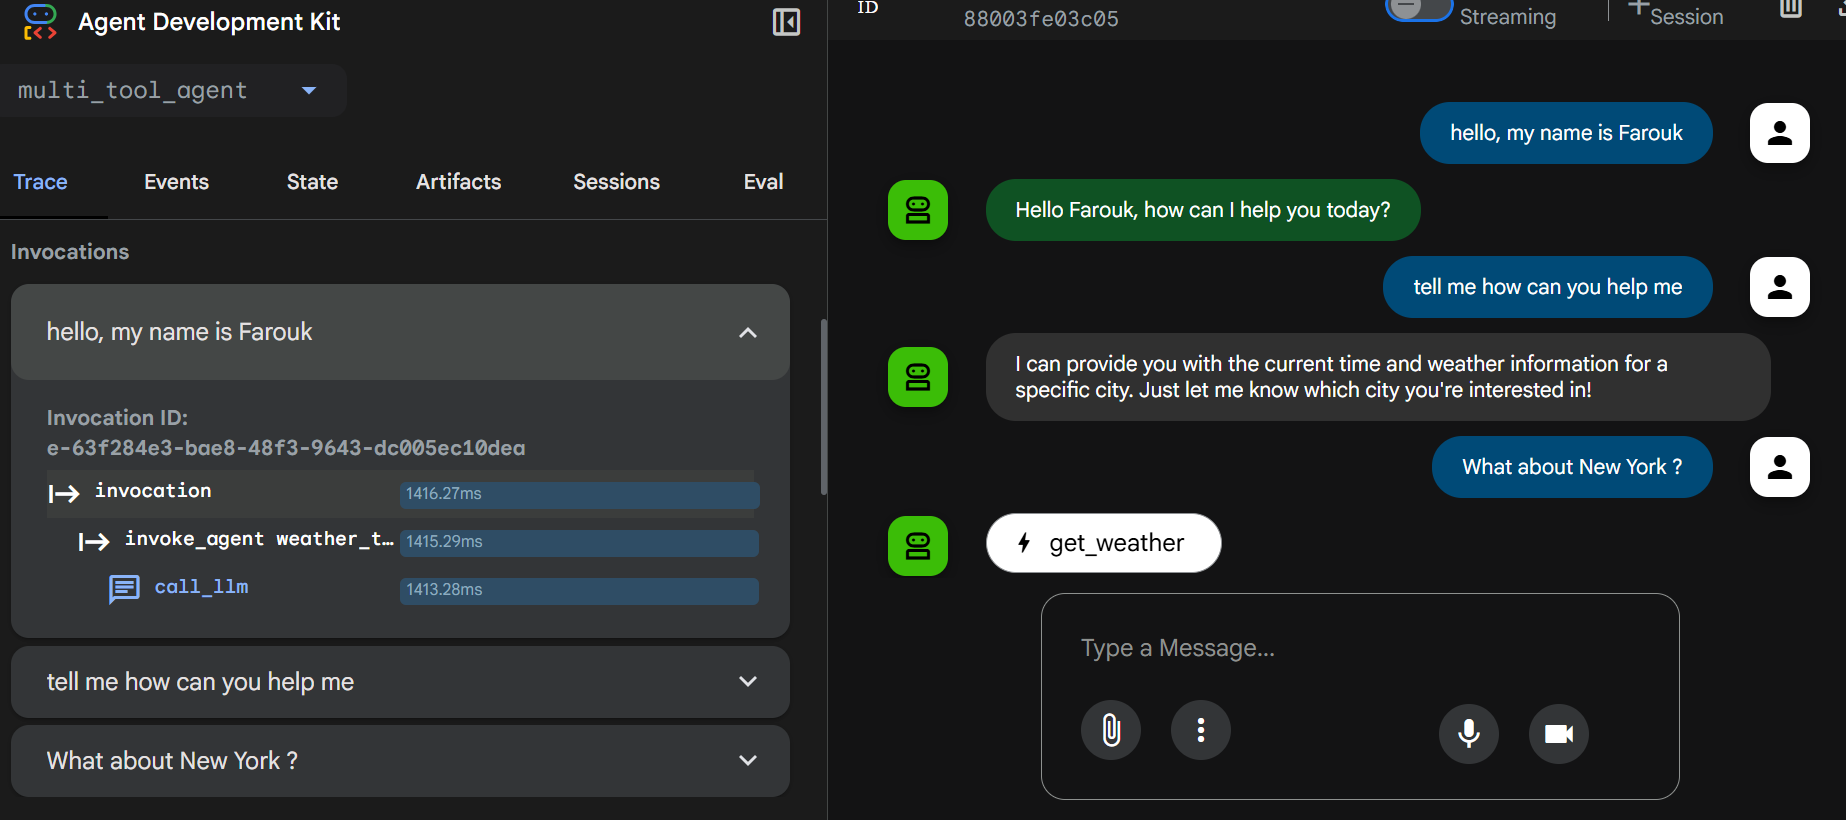 Agent Development Kit
multi_tool_agent
Trace Events State Artifacts Sessions Eval
Invocations
hello, my name is Farouk
Invocation ID:
e-63f284e3-bae8-48f3-9643-dc005ec10dea
invocation 1416.27ms
invoke_agent weather_t… 1415.29ms
call_llm 1413.28ms
tell me how can you help me
What about New York ?
ID 88003fe03c05 Streaming Session
hello, my name is Farouk
Hello Farouk, how can I help you today?
tell me how can you help me
I can provide you with the current time and weather information for a
specific city. Just let me know which city you're interested in!
What about New York ?
get_weather
Type a Message...